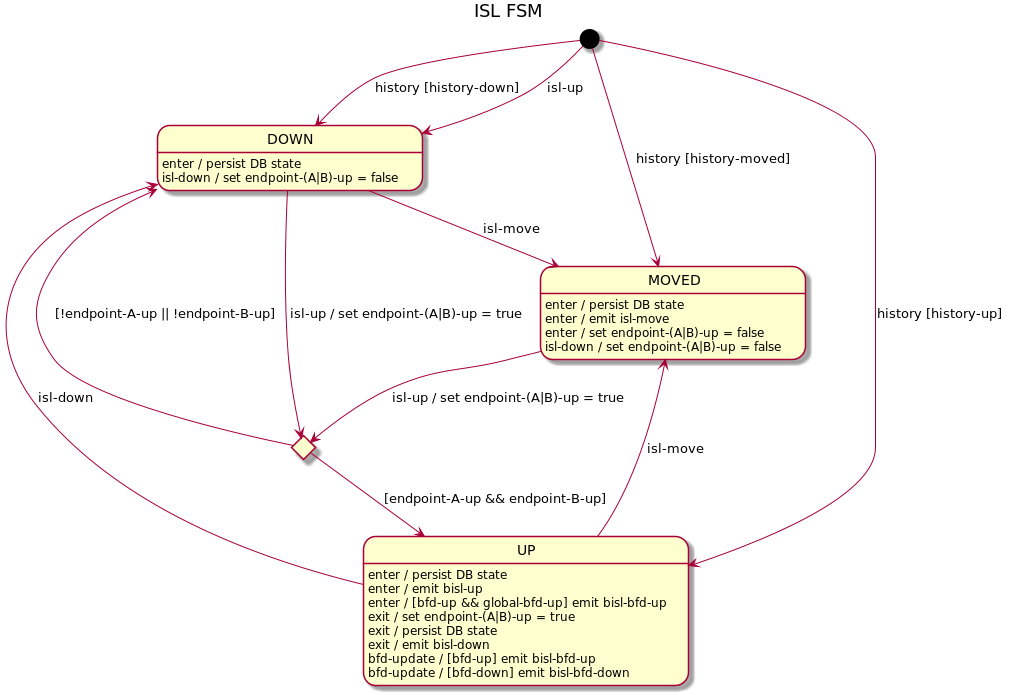 ISL FSM
history [history-down]
isl-up
DOWN
enter / persist DB state
isl-down / set endpoint-(A|B)-up = false
history [history-moved]
isl-move
MOVED
enter / persist DB state
enter / emit isl-move
enter / set endpoint-(A|B)-up = false
isl-down / set endpoint-(A|B)-up = false
[!endpoint-A-up || !endpoint-B-up]
isl-up / set endpoint-(A|B)-up = true
history [history-up]
isl-down
isl-up / set endpoint-(A|B)-up = true
isl-move
[endpoint-A-up && endpoint-B-up]
UP
enter / persist DB state
enter / emit bisl-up
enter / [bfd-up && global-bfd-up] emit bisl-bfd-up
exit / set endpoint-(A|B)-up = true
exit / persist DB state
exit / emit bisl-down
bfd-update / [bfd-up] emit bisl-bfd-up
bfd-update / [bfd-down] emit bisl-bfd-down